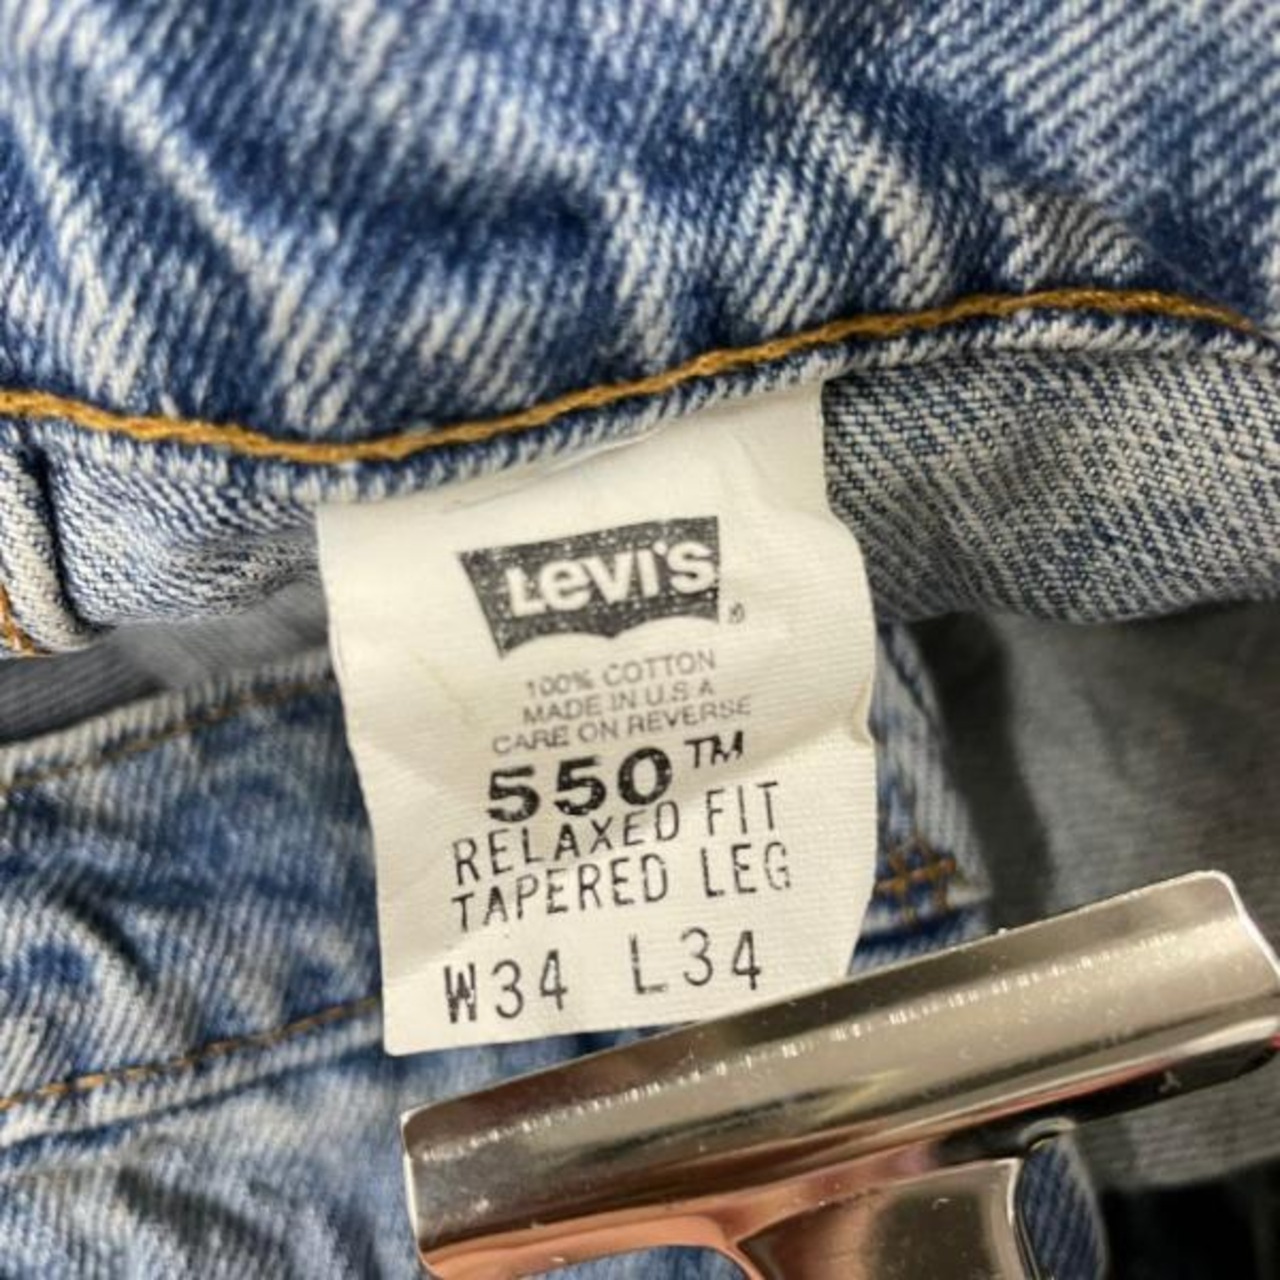 Levi's ®
100% COTTON
MADE IN U.S.A
CARE ON REVERSE
550™
RELAXED FIT
TAPERED LEG
W34 L34